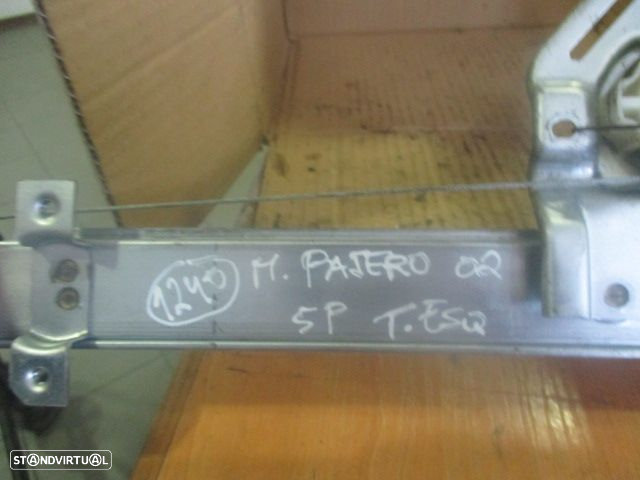 1240 M. PAJERO 02
5P T. ESQ
STANDVIRTUAL